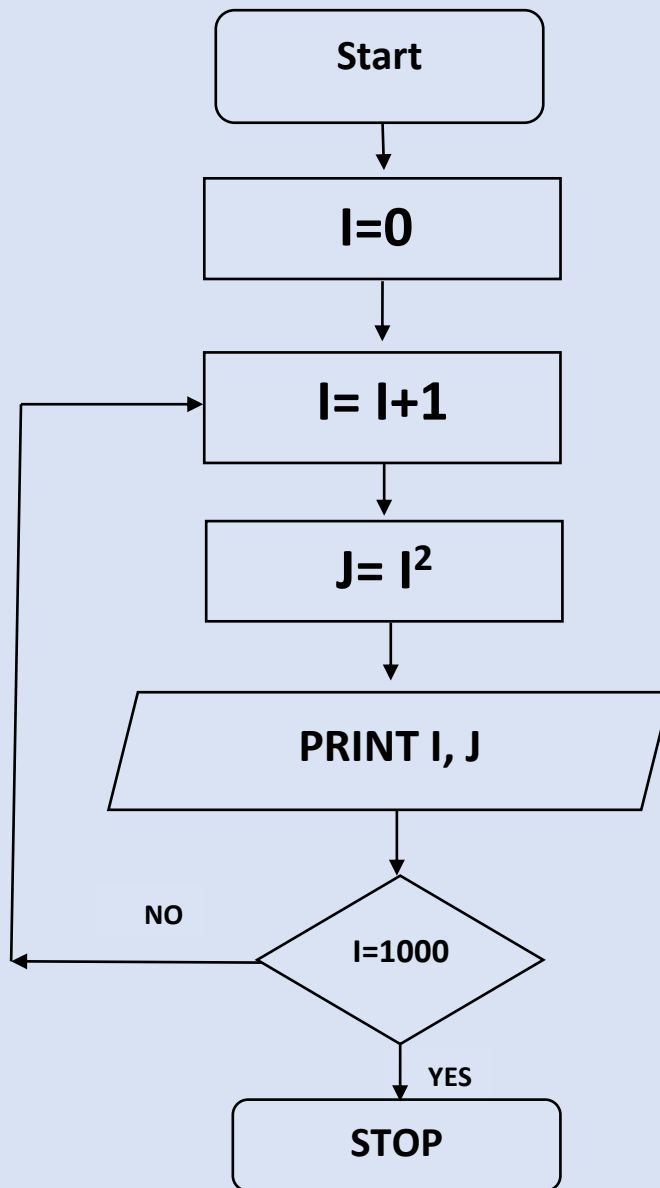 Start
I=0
I= I+1
J= I²
PRINT I, J
NO
I=1000
YES
STOP